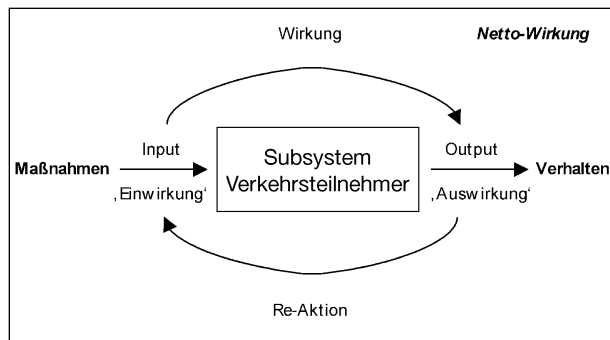 Wirkung
Netto-Wirkung
Input
Subsystem
Verkehrsteilnehmer
Output
Maßnahmen
Verhalten
‚Einwirkung‘
‚Auswirkung‘
Re-Aktion